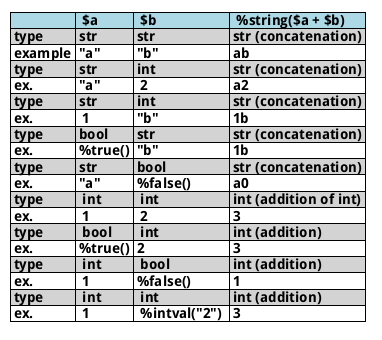 $a $b %string($a + $b)
type str str str (concatenation)
example "a" "b" ab
type str int str (concatenation)
ex. "a" 2 a2
type str int str (concatenation)
ex. 1 "b" 1b
type bool str str (concatenation)
ex. %true() "b" 1b
type str bool str (concatenation)
ex. "a" %false() a0
type int int int (addition of int)
ex. 1 2 3
type bool int int (addition)
ex. %true() 2 3
type int bool int (addition)
ex. 1 %false() 1
type int int int (addition)
ex. 1 %intval("2") 3